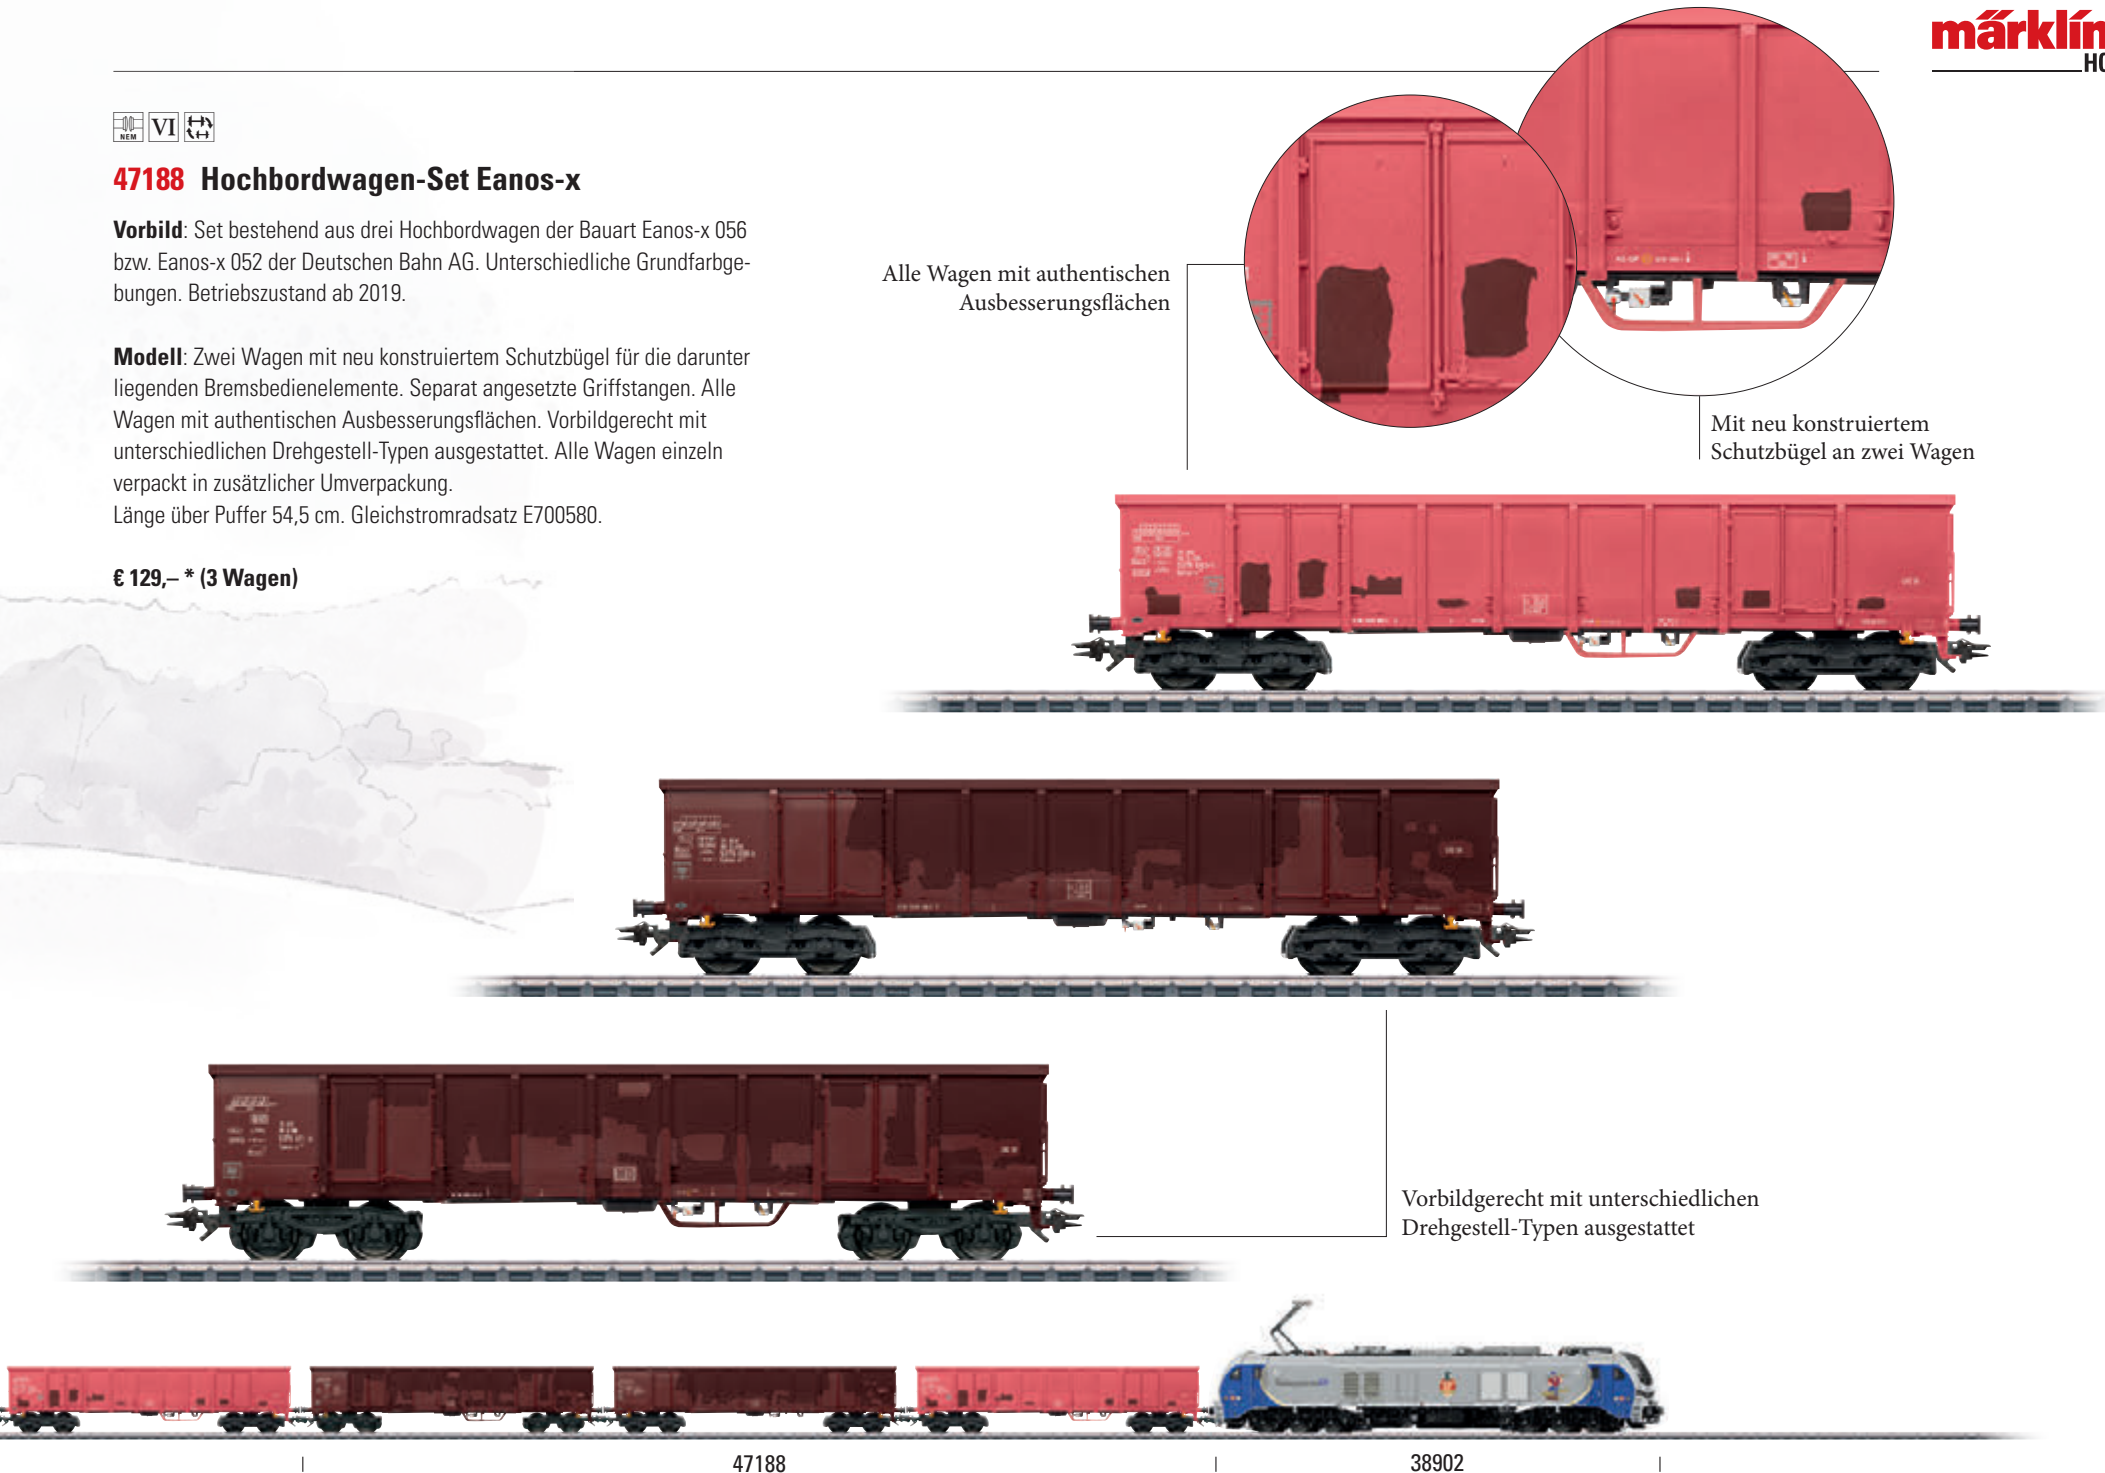 märklin
H0
NEM
VI
47188 Hochbordwagen-Set Eanos-x
Vorbild: Set bestehend aus drei Hochbordwagen der Bauart Eanos-x 056
bzw. Eanos-x 052 der Deutschen Bahn AG. Unterschiedliche Grundfarbge-
bungen. Betriebszustand ab 2019.
Modell: Zwei Wagen mit neu konstruiertem Schutzbügel für die darunter
liegenden Bremsbedienelemente. Separat angesetzte Griffstangen. Alle
Wagen mit authentischen Ausbesserungsflächen. Vorbildgerecht mit
unterschiedlichen Drehgestell-Typen ausgestattet. Alle Wagen einzeln
verpackt in zusätzlicher Umverpackung.
Länge über Puffer 54,5 cm. Gleichstromradsatz E700580.
€ 129,– * (3 Wagen)
Alle Wagen mit authentischen
Ausbesserungsflächen
Mit neu konstruiertem
Schutzbügel an zwei Wagen
Vorbildgerecht mit unterschiedlichen
Drehgestell-Typen ausgestattet
47188
38902